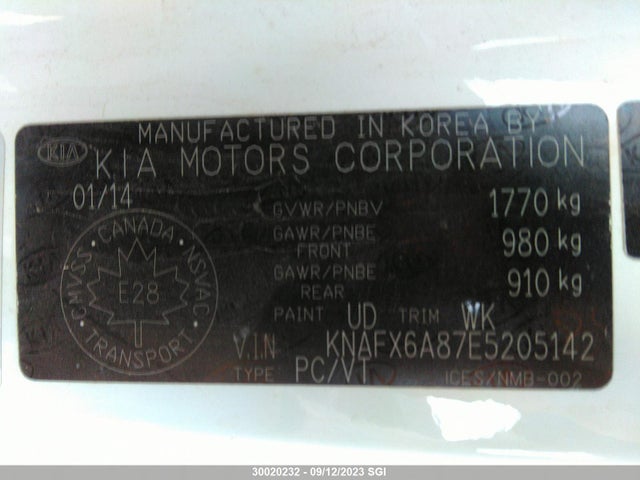 MANUFACTURED IN KOREA BY
KIA KIA MOTORS CORPORATION
01/14
GVWR/PNBV 1770 kg
GAWR/PNBE FRONT 980 kg
GAWR/PNBE REAR 910 kg
PAINT UD TRIM WK
V.I.N KNAFX6A87E5205142
TYPE PC/VT
ICES/NMB-002
CANADA
CMVSS NSVAC
E28
TRANSPORT
30020232 - 09/12/2023 SGI